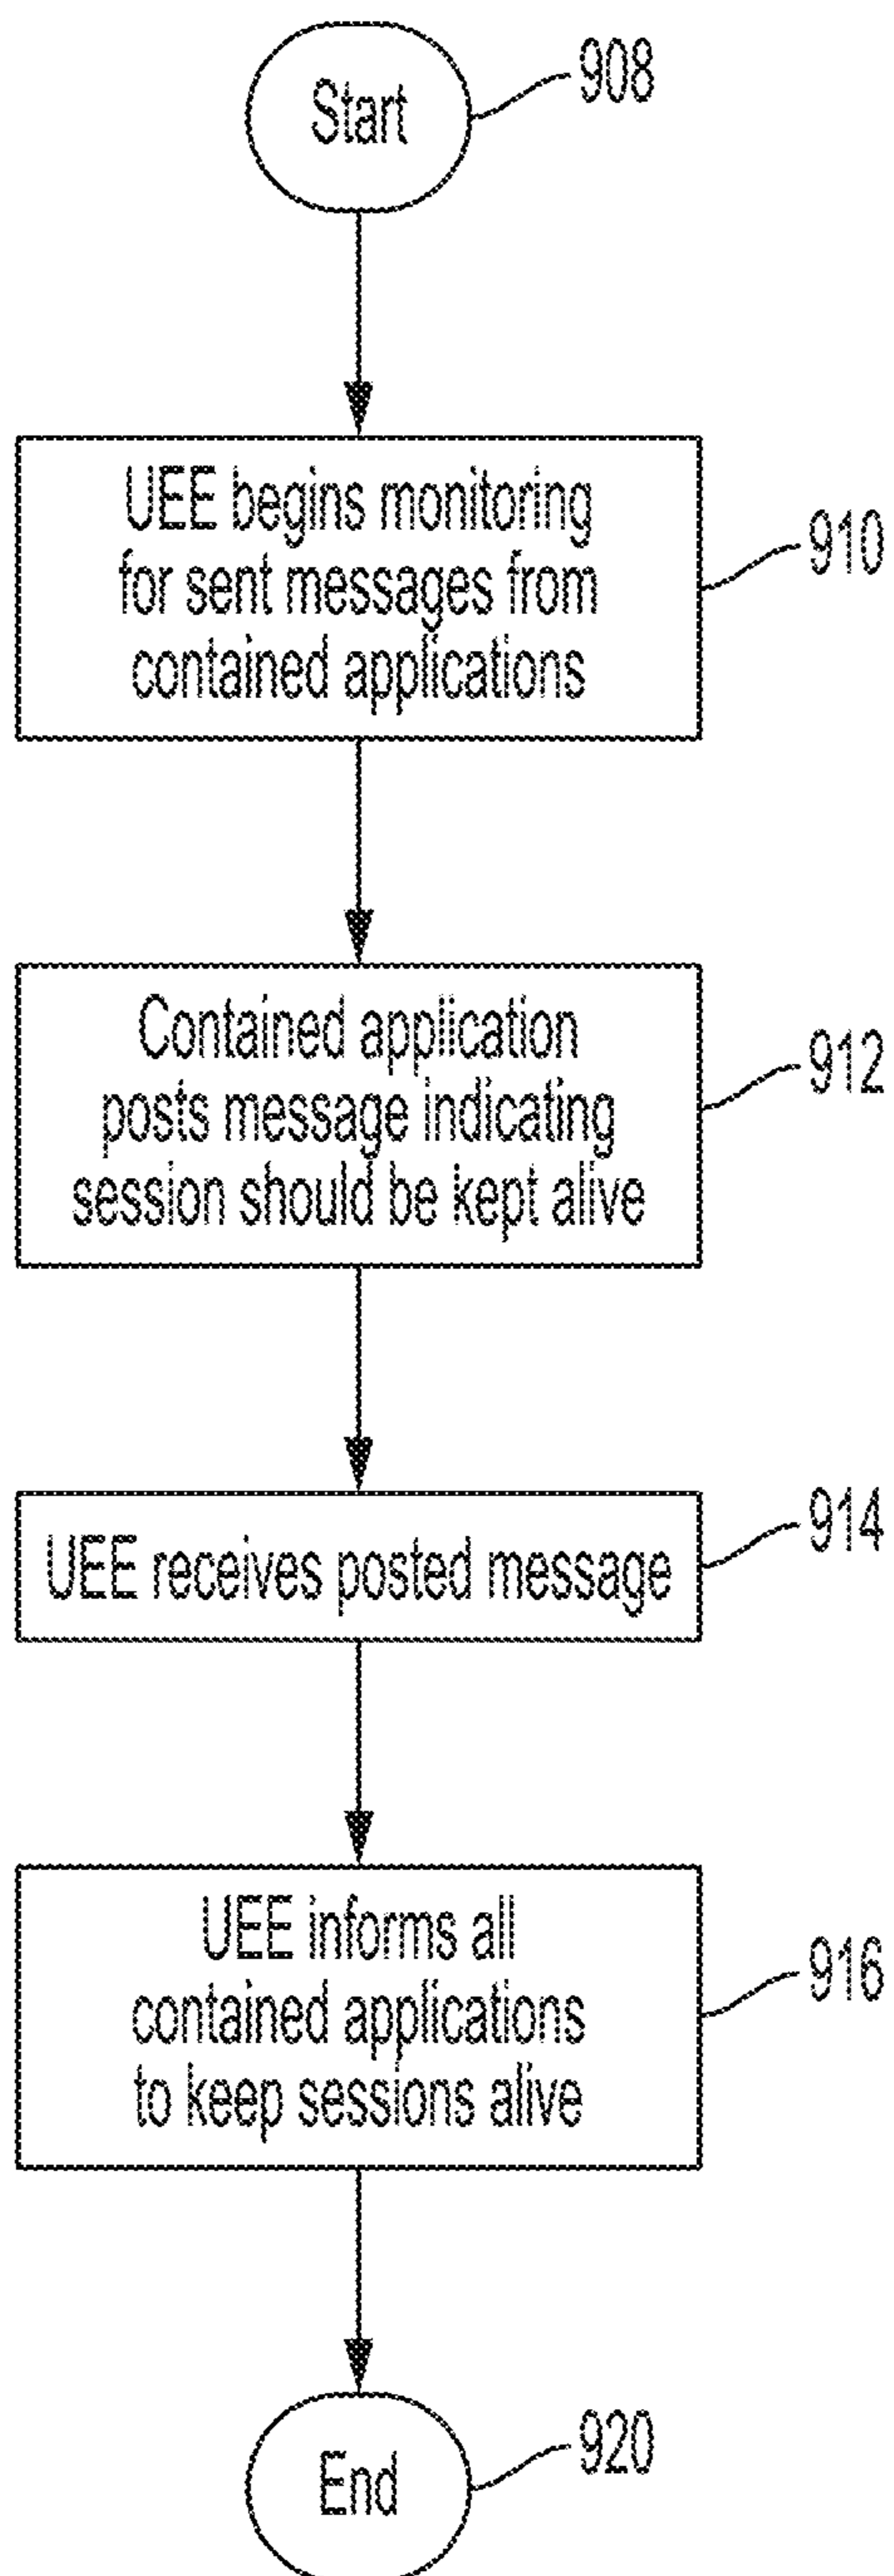 Start
908
UEE begins monitoring
for sent messages from
contained applications
910
Contained application
posts message indicating
session should be kept alive
912
UEE receives posted message
914
UEE informs all
contained applications
to keep sessions alive
916
End
920